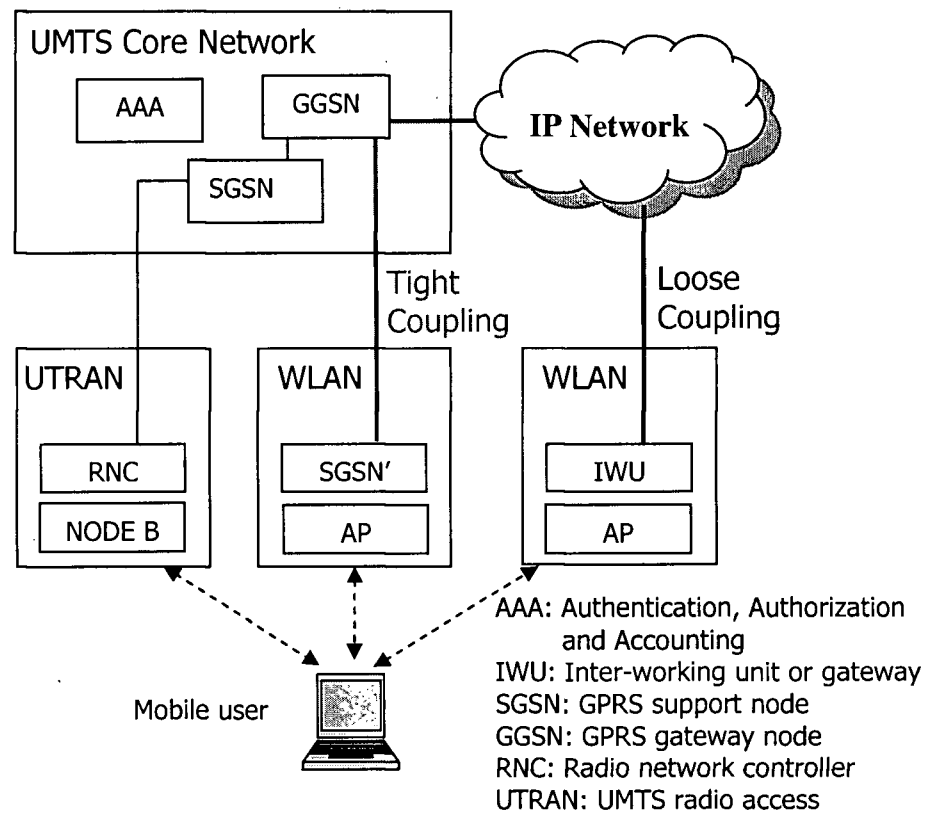 UMTS Core Network
AAA
GGSN
SGSN
IP Network
Tight
Coupling
Loose
Coupling
UTRAN
RNC
NODE B
WLAN
SGSN'
AP
WLAN
IWU
AP
Mobile user
AAA: Authentication, Authorization
and Accounting
IWU: Inter-working unit or gateway
SGSN: GPRS support node
GGSN: GPRS gateway node
RNC: Radio network controller
UTRAN: UMTS radio access